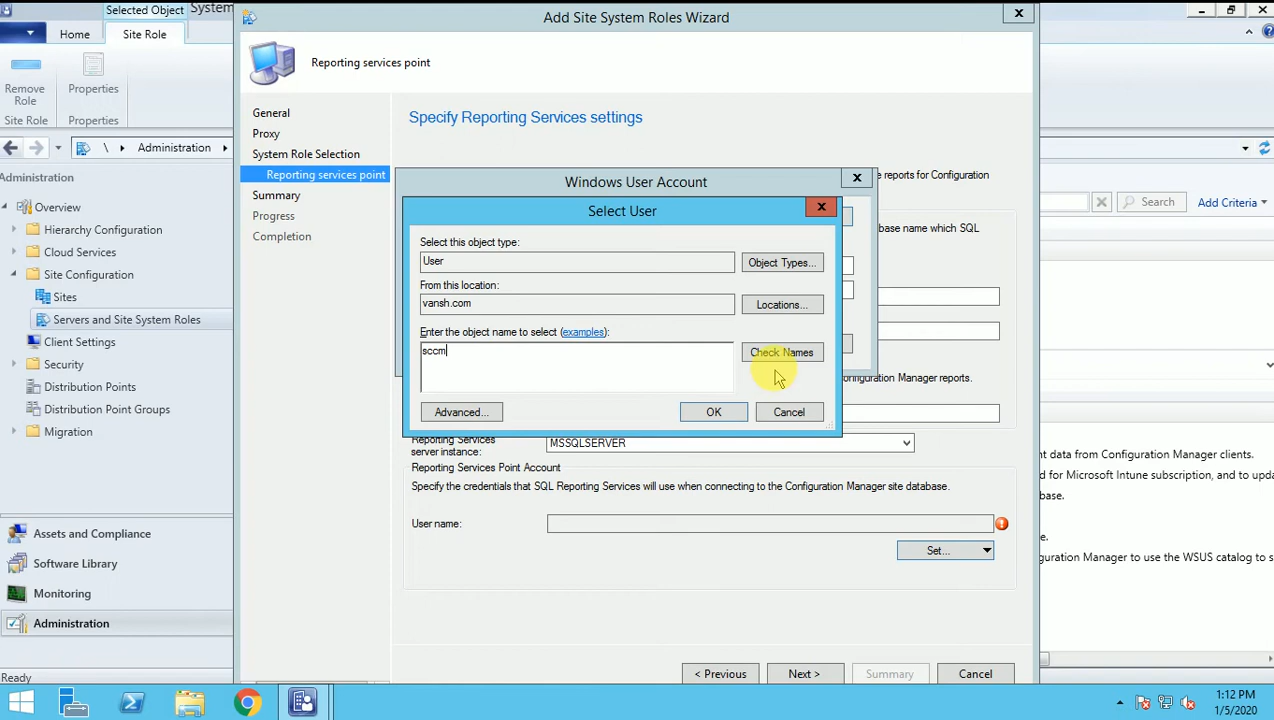 Selected Object
System
Add Site System Roles Wizard
Home
Site Role
Remove
Role
Properties
Site Role
Properties
Reporting services point
\
Administration
Search
Add Criteria
Administration
Overview
Hierarchy Configuration
Cloud Services
Site Configuration
Sites
Servers and Site System Roles
Client Settings
Security
Distribution Points
Distribution Point Groups
Migration
Assets and Compliance
Software Library
Monitoring
Administration
Ready
General
Proxy
System Role Selection
Reporting services point
Summary
Progress
Completion
Specify Reporting Services settings
e reports for Configuration
base name which SQL
Configuration Manager reports.
Windows User Account
Select User
Select this object type:
User
Object Types...
From this location:
vansh.com
Locations...
Enter the object name to select (examples):
sccm
Check Names
Advanced...
OK
Cancel
Reporting Services
server instance:
MSSQLSERVER
Reporting Services Point Account
Specify the credentials that SQL Reporting Services will use when connecting to the Configuration Manager site database.
User name:
Set...
< Previous
Next >
Summary
Cancel
nt data from Configuration Manager clients.
d for Microsoft Intune subscription, and to upda
base.
e.
guration Manager to use the WSUS catalog to sc
1:12 PM
1/5/2020